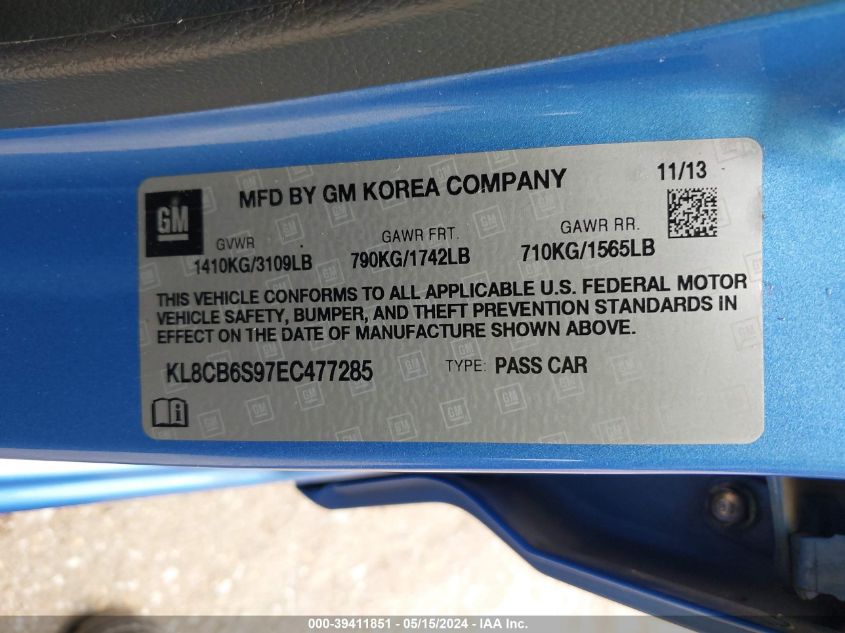 GM
MFD BY GM KOREA COMPANY
11/13
GVWR
1410KG/3109LB
GAWR FRT.
790KG/1742LB
GAWR RR.
710KG/1565LB
THIS VEHICLE CONFORMS TO ALL APPLICABLE U.S. FEDERAL MOTOR
VEHICLE SAFETY, BUMPER, AND THEFT PREVENTION STANDARDS IN
EFFECT ON THE DATE OF MANUFACTURE SHOWN ABOVE.
KL8CB6S97EC477285
TYPE: PASS CAR
000-39411851 - 05/15/2024 - IAAI.COM